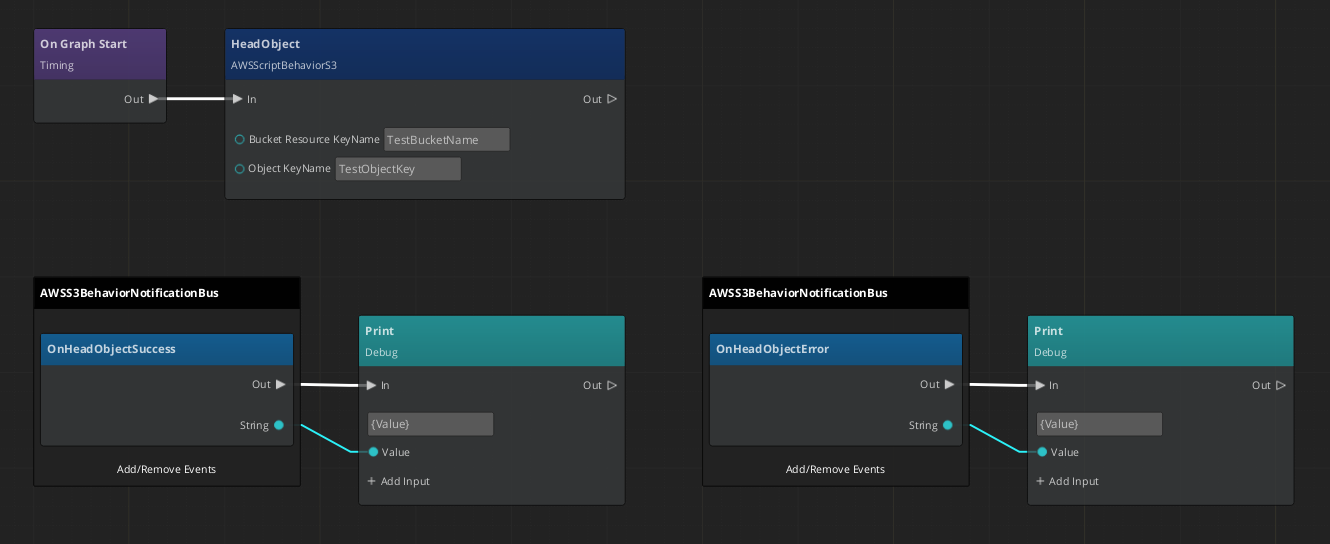 On Graph Start
Timing
Out
HeadObject
AWSScriptBehaviorS3
In
Out
Bucket Resource KeyName TestBucketName
Object KeyName TestObjectKey
AWSS3BehaviorNotificationBus
OnHeadObjectSuccess
Out
String
Add/Remove Events
Print
Debug
In
Out
{Value}
Value
+ Add Input
AWSS3BehaviorNotificationBus
OnHeadObjectError
Out
String
Add/Remove Events
Print
Debug
In
Out
{Value}
Value
+ Add Input